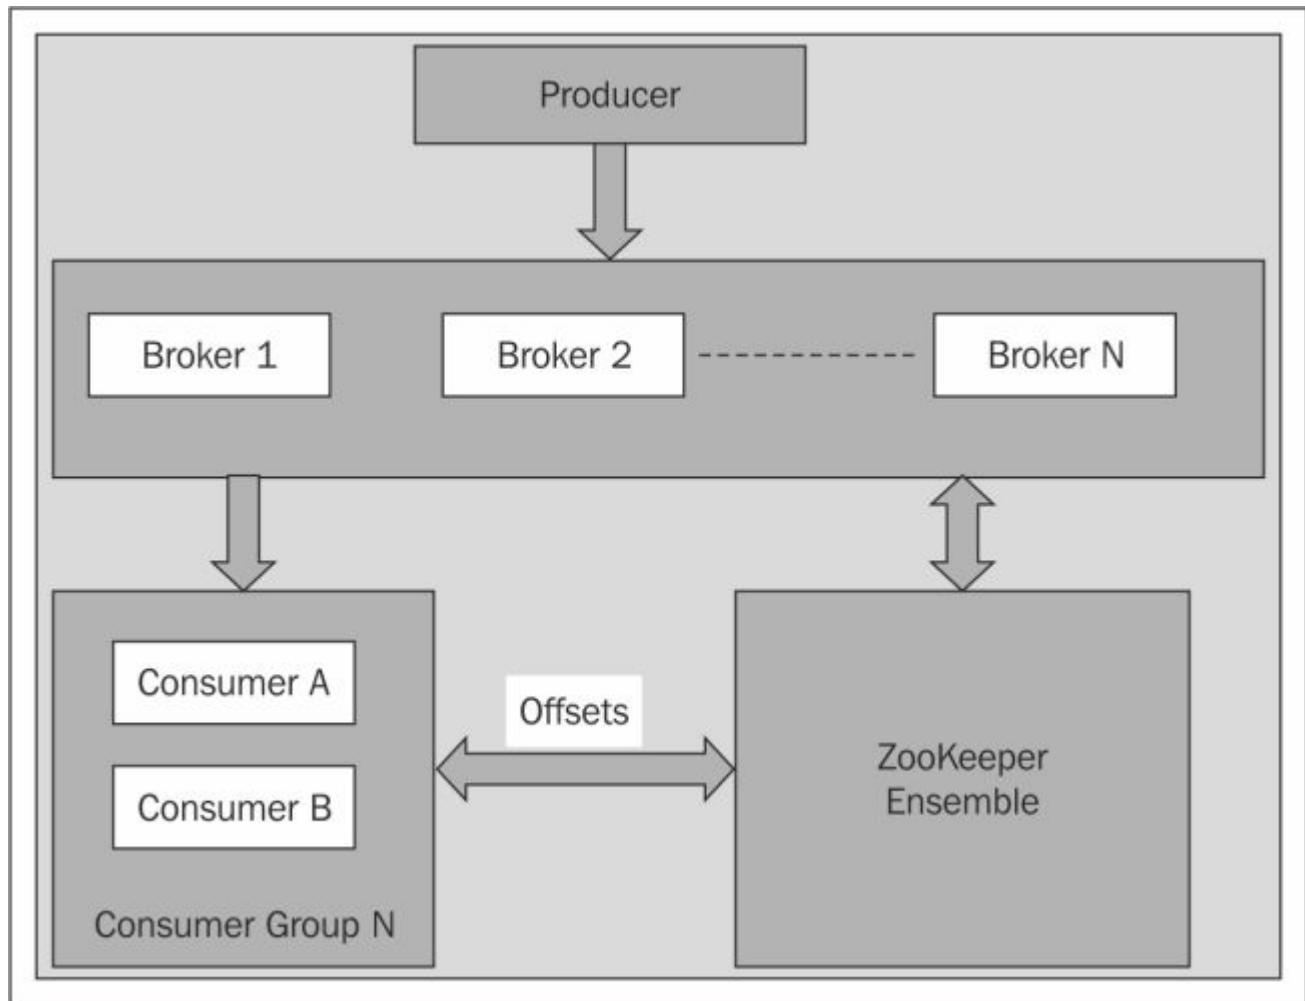 Producer
Broker 1
Broker 2
Broker N
Consumer A
Consumer B
Consumer Group N
Offsets
ZooKeeper
Ensemble